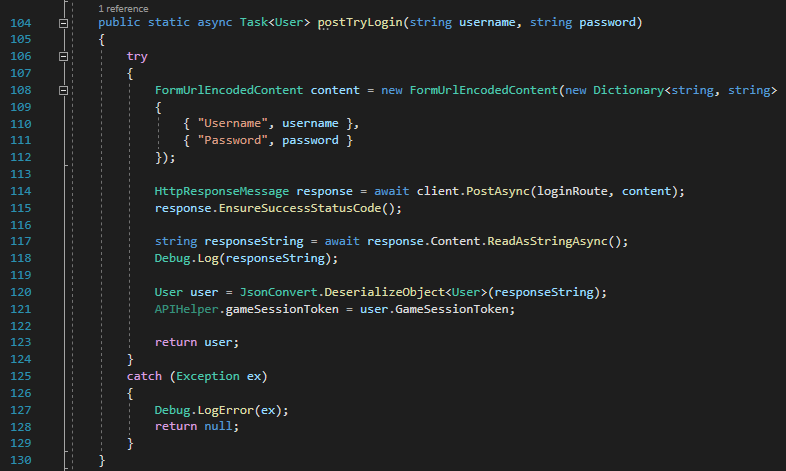 1 reference
104 public static async Task<User> postTryLogin(string username, string password)
105 {
106 try
107 {
108 FormUrlEncodedContent content = new FormUrlEncodedContent(new Dictionary<string, string>
109 {
110 { "Username", username },
111 { "Password", password }
112 });
113
114 HttpResponseMessage response = await client.PostAsync(loginRoute, content);
115 response.EnsureSuccessStatusCode();
116
117 string responseString = await response.Content.ReadAsStringAsync();
118 Debug.Log(responseString);
119
120 User user = JsonConvert.DeserializeObject<User>(responseString);
121 APIHelper.gameSessionToken = user.GameSessionToken;
122
123 return user;
124 }
125 catch (Exception ex)
126 {
127 Debug.LogError(ex);
128 return null;
129 }
130 }